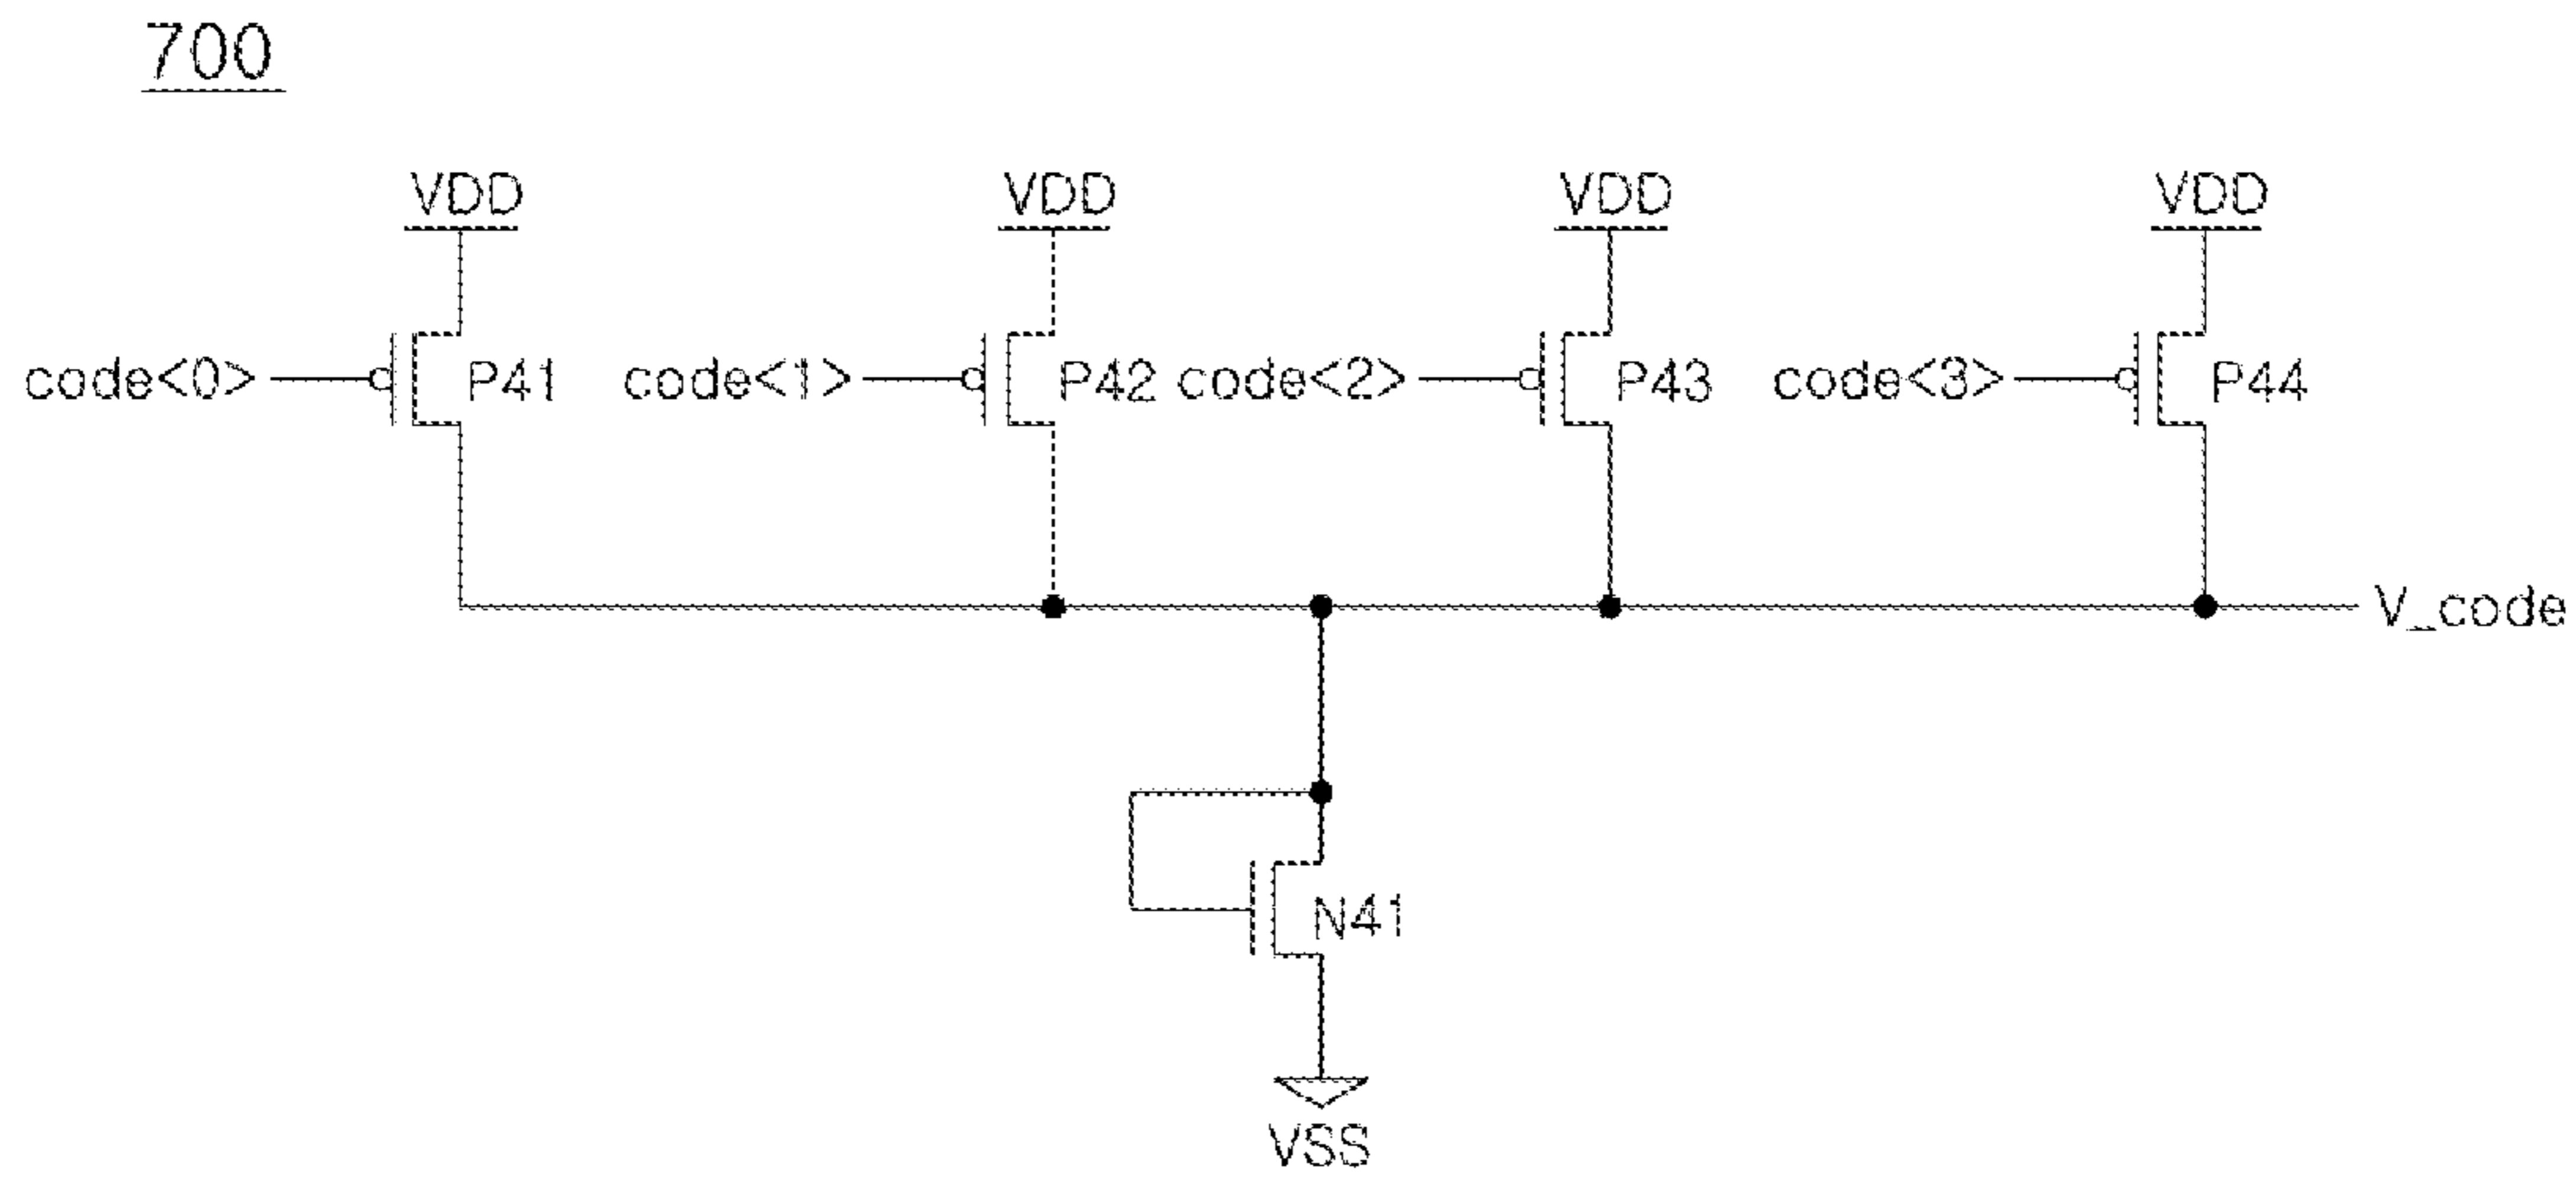 700
VDD VDD VDD VDD
code<0> P41 code<1> P42 code<2> P43 code<3> P44
V_code
N41
VSS